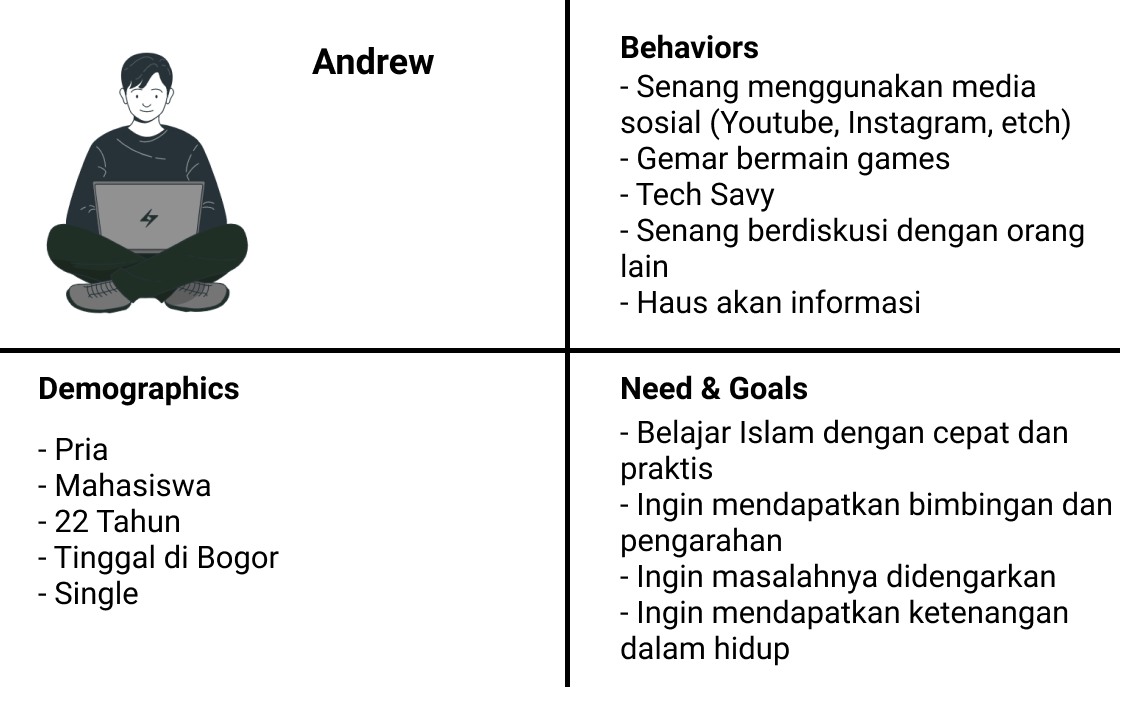 Andrew
Behaviors
- Senang menggunakan media
sosial (Youtube, Instagram, etch)
- Gemar bermain games
- Tech Savy
- Senang berdiskusi dengan orang
lain
- Haus akan informasi
Demographics
- Pria
- Mahasiswa
- 22 Tahun
- Tinggal di Bogor
- Single
Need & Goals
- Belajar Islam dengan cepat dan
praktis
- Ingin mendapatkan bimbingan dan
pengarahan
- Ingin masalahnya didengarkan
- Ingin mendapatkan ketenangan
dalam hidup